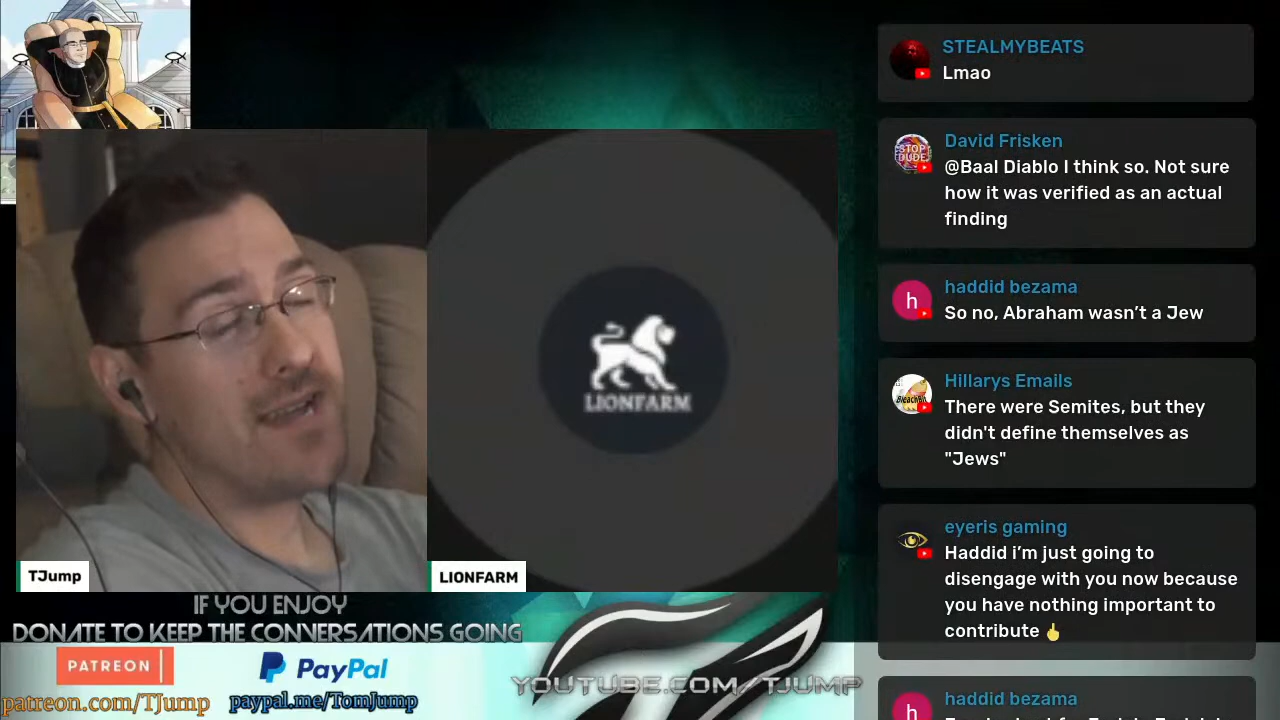 STEALMYBEATS
Lmao
David Frisken
@Baal Diablo I think so. Not sure
how it was verified as an actual
finding
haddid bezama
So no, Abraham wasn’t a Jew
Hillarys Emails
There were Semites, but they
didn't define themselves as
"Jews"
eyeris gaming
Haddid i’m just going to
disengage with you now because
you have nothing important to
contribute 🖕
haddid bezama
STOP
DUDE
h
h
LIONFARM
TJump
LIONFARM
IF YOU ENJOY
DONATE TO KEEP THE CONVERSATIONS GOING
PATREON
PayPal
patreon.com/TJump
paypal.me/TomJump
YOUTUBE.COM/TJUMP